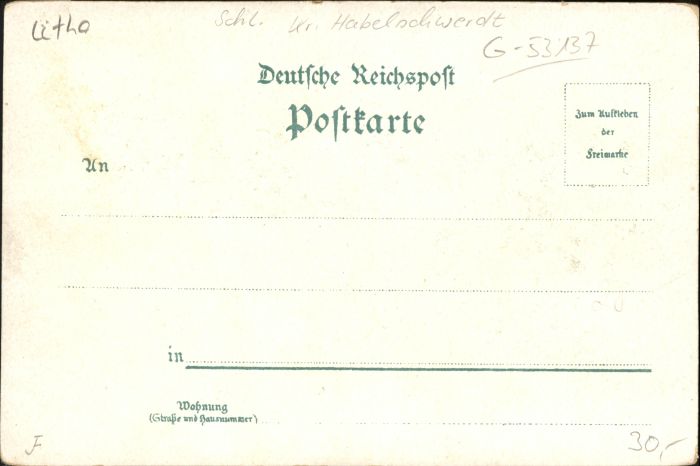 Litho
Schl. Kr. Habelschwerdt
G-53137
Deutsche Reichspost
Postkarte
Zum Aufkleben
der
Freimarke
An
in
Wohnung
(Straße und Hausnummer)
F
30,-